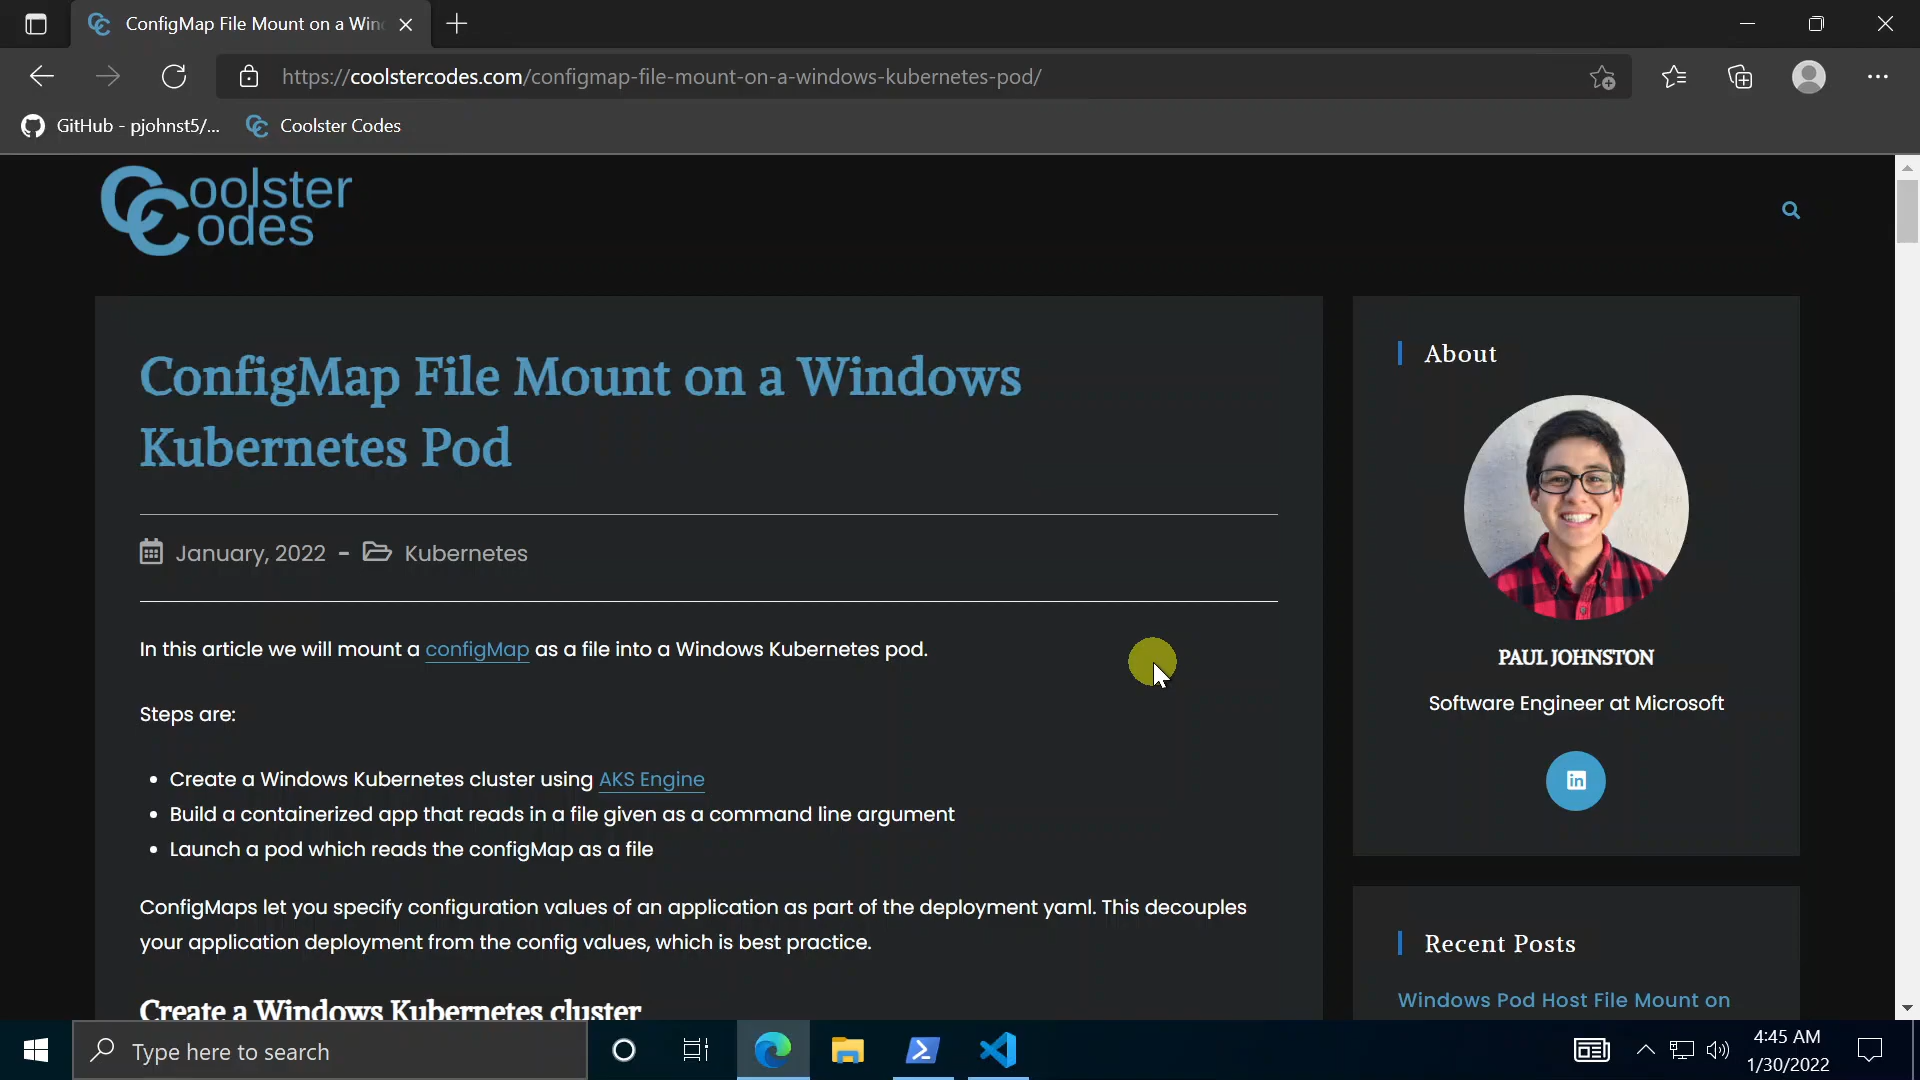 ConfigMap File Mount on a Win
https://coolstercodes.com/configmap-file-mount-on-a-windows-kubernetes-pod/
GitHub - pjohnst5/...
Coolster Codes
Coolster
Codes
ConfigMap File Mount on a Windows
Kubernetes Pod
January, 2022 - Kubernetes
In this article we will mount a configMap as a file into a Windows Kubernetes pod.
Steps are:
• Create a Windows Kubernetes cluster using AKS Engine
• Build a containerized app that reads in a file given as a command line argument
• Launch a pod which reads the configMap as a file
ConfigMaps let you specify configuration values of an application as part of the deployment yaml. This decouples
your application deployment from the config values, which is best practice.
Create a Windows Kubernetes cluster
About
PAUL JOHNSTON
Software Engineer at Microsoft
in
Recent Posts
Windows Pod Host File Mount on
Type here to search
4:45 AM
1/30/2022